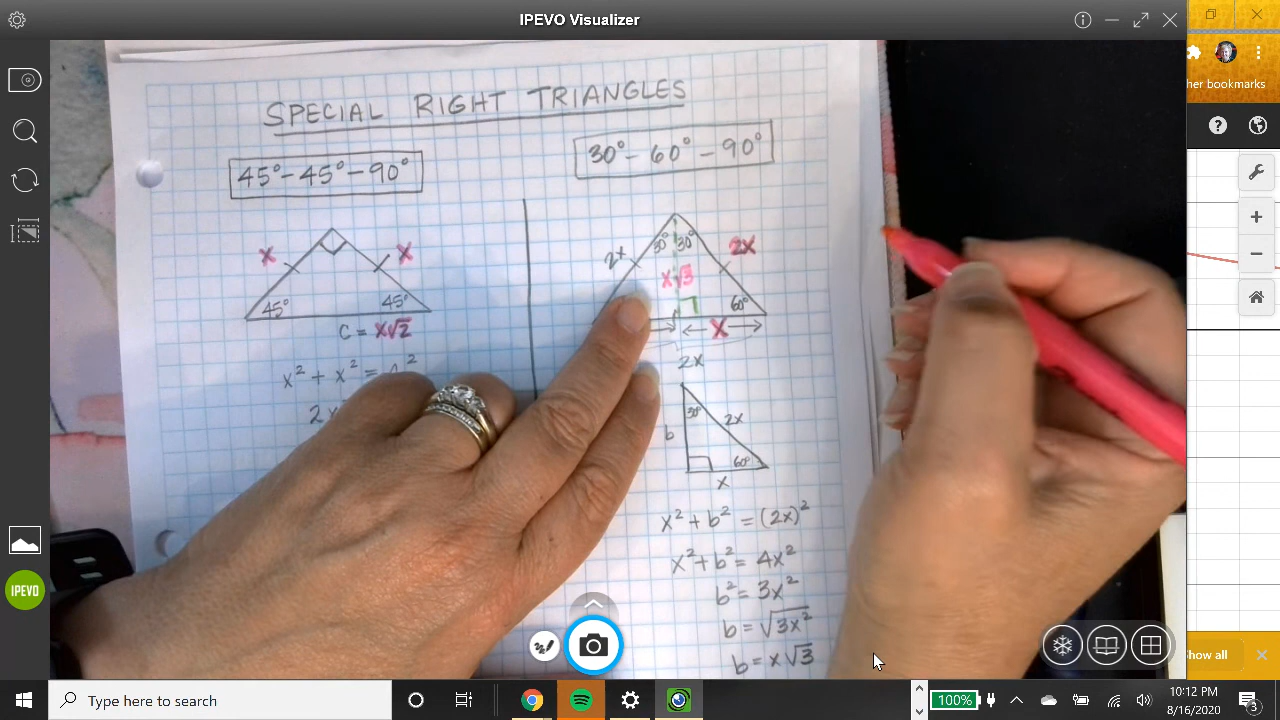 IPEVO Visualizer
her bookmarks
SPECIAL RIGHT TRIANGLES
45°-45°-90°
30°-60°-90°
x
x
45°
45°
c = x√2
x² + x² =
2x
2x
30°
30°
2x
x√3
60°
x
2x
30°
2x
b
60°
x
x² + b² = (2x)²
x² + b² = 4x²
b² = 3x²
b = √3x²
b = x√3
IPEVO
Show all
Type here to search
100%
10:12 PM
8/16/2020
3